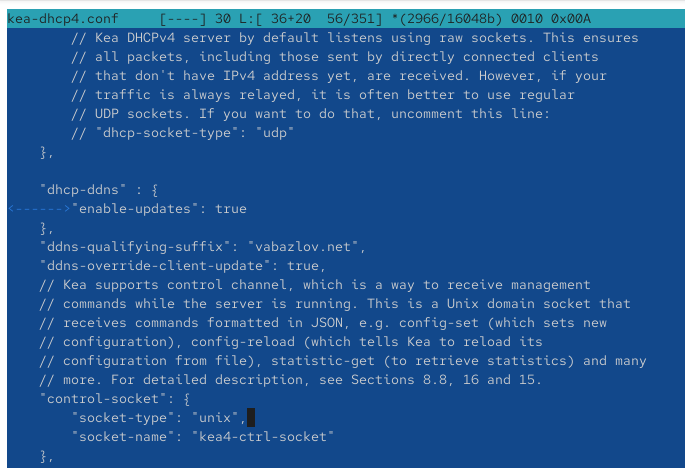 kea-dhcp4.conf [----] 30 L:[ 36+20 56/351] *(2966/16048b) 0010 0x00A
// Kea DHCPv4 server by default listens using raw sockets. This ensures
// all packets, including those sent by directly connected clients
// that don't have IPv4 address yet, are received. However, if your
// traffic is always relayed, it is often better to use regular
// UDP sockets. If you want to do that, uncomment this line:
// "dhcp-socket-type": "udp"
},
"dhcp-ddns" : {
<------>"enable-updates": true
},
"ddns-qualifying-suffix": "vabazlov.net",
"ddns-override-client-update": true,
// Kea supports control channel, which is a way to receive management
// commands while the server is running. This is a Unix domain socket that
// receives commands formatted in JSON, e.g. config-set (which sets new
// configuration), config-reload (which tells Kea to reload its
// configuration from file), statistic-get (to retrieve statistics) and many
// more. For detailed description, see Sections 8.8, 16 and 15.
"control-socket": {
"socket-type": "unix",
"socket-name": "kea4-ctrl-socket"
},